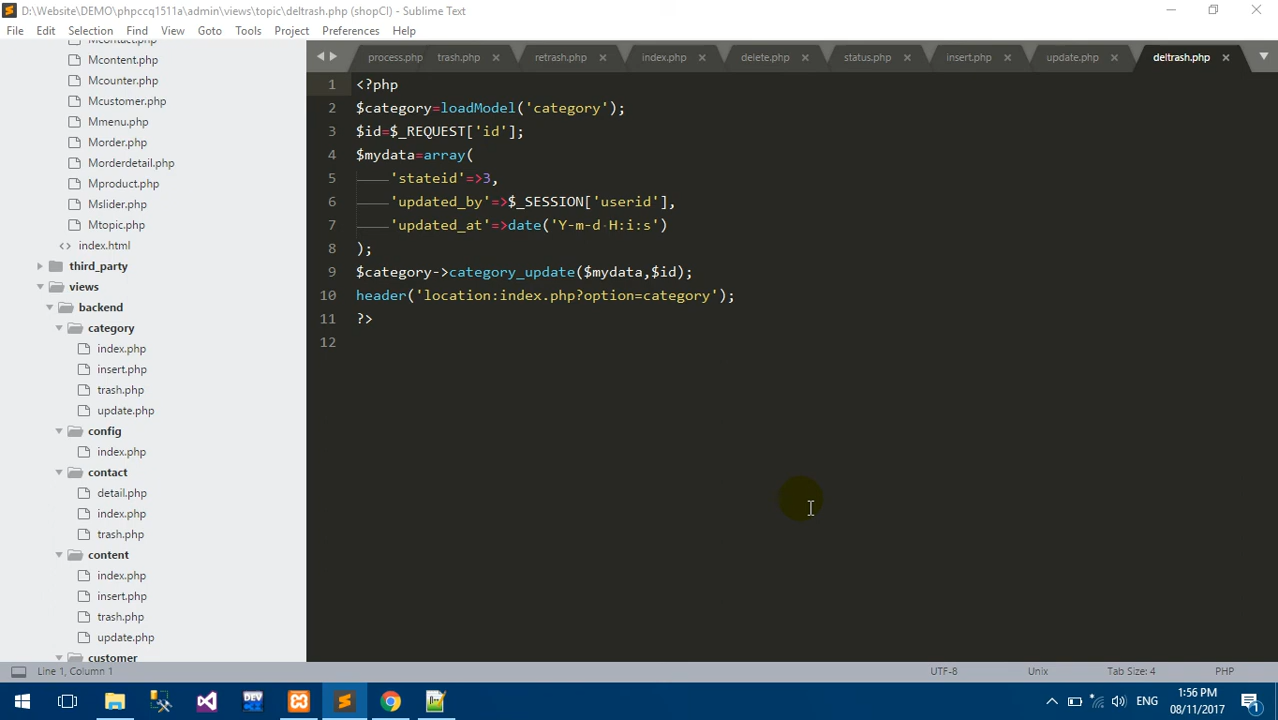 D:\Website\DEMO\phpccq1511a\admin\views\topic\deltrash.php (shopCI) - Sublime Text
File Edit Selection Find View Goto Tools Project Preferences Help
Mcontact.php
Mcontent.php
Mcounter.php
Mcustomer.php
Mmenu.php
Morder.php
Morderdetail.php
Mproduct.php
Mslider.php
Mtopic.php
<> index.html
third_party
views
backend
category
index.php
insert.php
trash.php
update.php
config
index.php
contact
detail.php
index.php
trash.php
content
index.php
insert.php
trash.php
update.php
customer
process.php trash.php × retrash.php × index.php × delete.php × status.php × insert.php × update.php × deltrash.php ×
1 <?php
2 $category=loadModel('category');
3 $id=$_REQUEST['id'];
4 $mydata=array(
5 'stateid'=>3,
6 'updated_by'=>$_SESSION['userid'],
7 'updated_at'=>date('Y-m-d H:i:s')
8 );
9 $category->category_update($mydata,$id);
10 header('location:index.php?option=category');
11 ?>
12
Line 1, Column 1 UTF-8 Unix Tab Size: 4 PHP
DEV
ENG
1:56 PM
08/11/2017
1